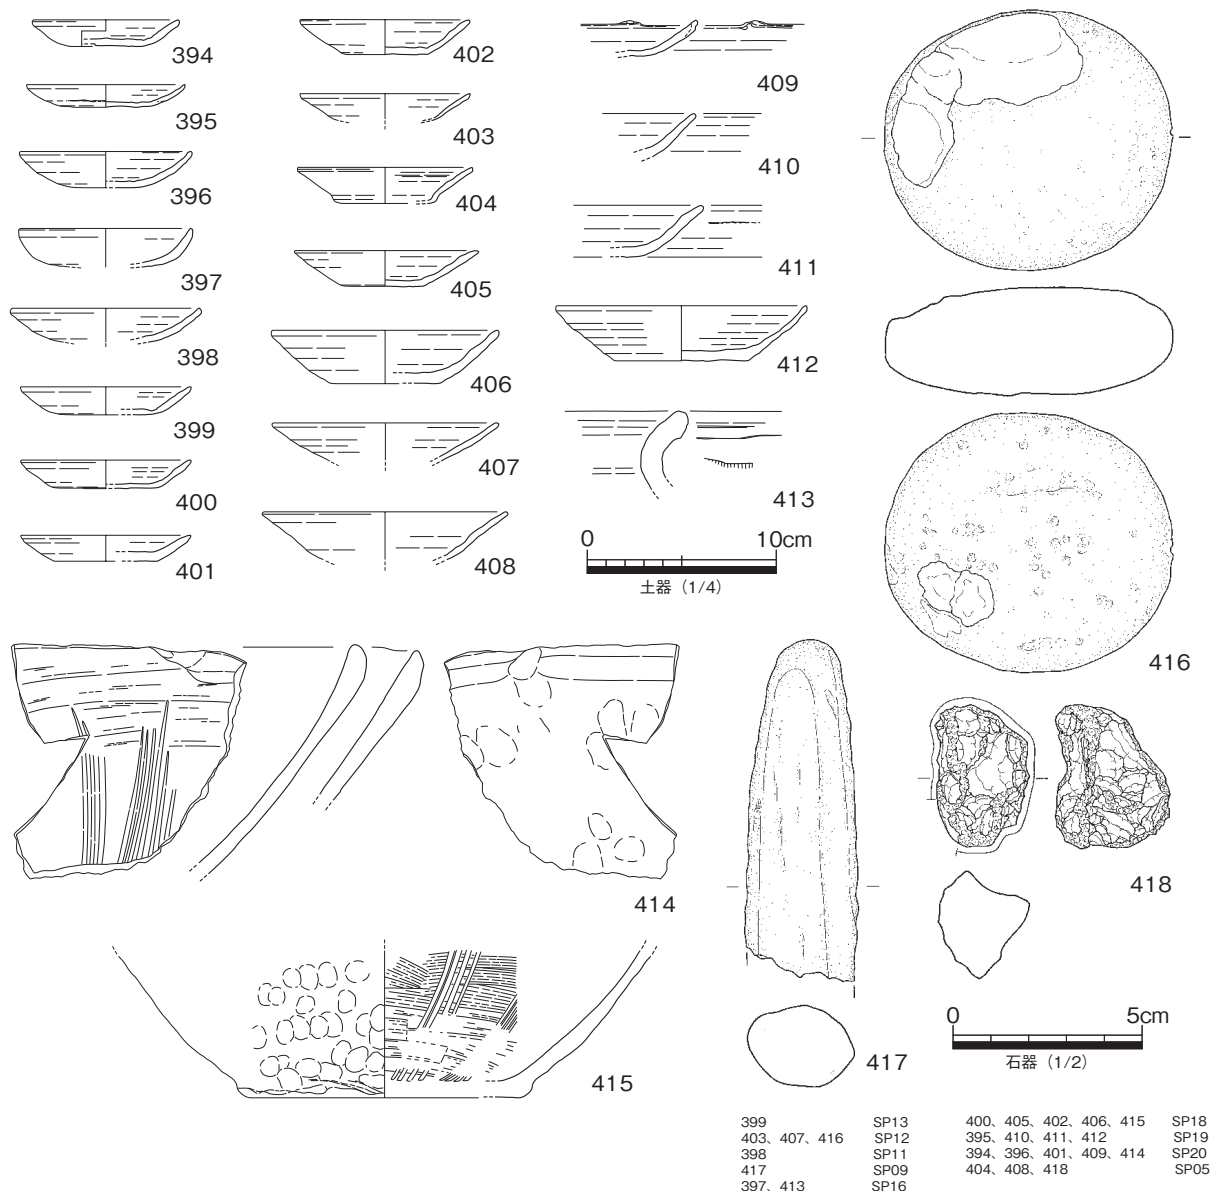 394
395
396
397
398
399
400
401
402
403
404
405
406
407
408
409
410
411
412
413
0 10cm
土器（1/4）
414
415
416
417
418
0 5cm
石器（1/2）
399 SP13
403、407、416 SP12
398 SP11
417 SP09
397、413 SP16
400、405、402、406、415 SP18
395、410、411、412 SP19
394、396、401、409、414 SP20
404、408、418 SP05